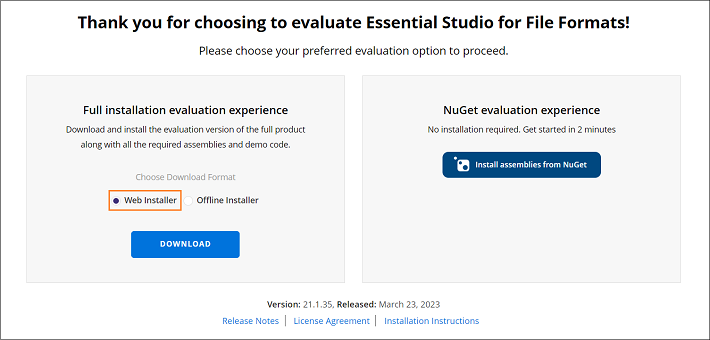 Thank you for choosing to evaluate Essential Studio for File Formats!
Please choose your preferred evaluation option to proceed.
Full installation evaluation experience
Download and install the evaluation version of the full product
along with all the required assemblies and demo code.
Choose Download Format
Web Installer Offline Installer
DOWNLOAD
NuGet evaluation experience
No installation required. Get started in 2 minutes
Install assemblies from NuGet
Version: 21.1.35, Released: March 23, 2023
Release Notes | License Agreement | Installation Instructions